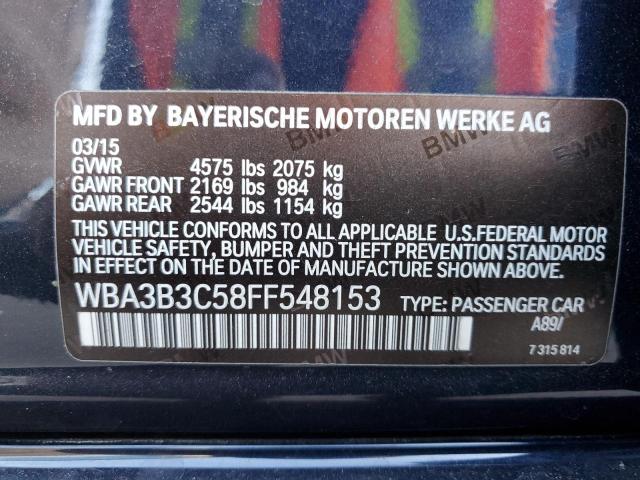 MFD BY BAYERISCHE MOTOREN WERKE AG
03/15
GVWR 4575 lbs 2075 kg
GAWR FRONT 2169 lbs 984 kg
GAWR REAR 2544 lbs 1154 kg
THIS VEHICLE CONFORMS TO ALL APPLICABLE U.S.FEDERAL MOTOR
VEHICLE SAFETY, BUMPER AND THEFT PREVENTION STANDARDS
IN EFFECT ON THE DATE OF MANUFACTURE SHOWN ABOVE.
WBA3B3C58FF548153 TYPE: PASSENGER CAR
A89/
7 315 814